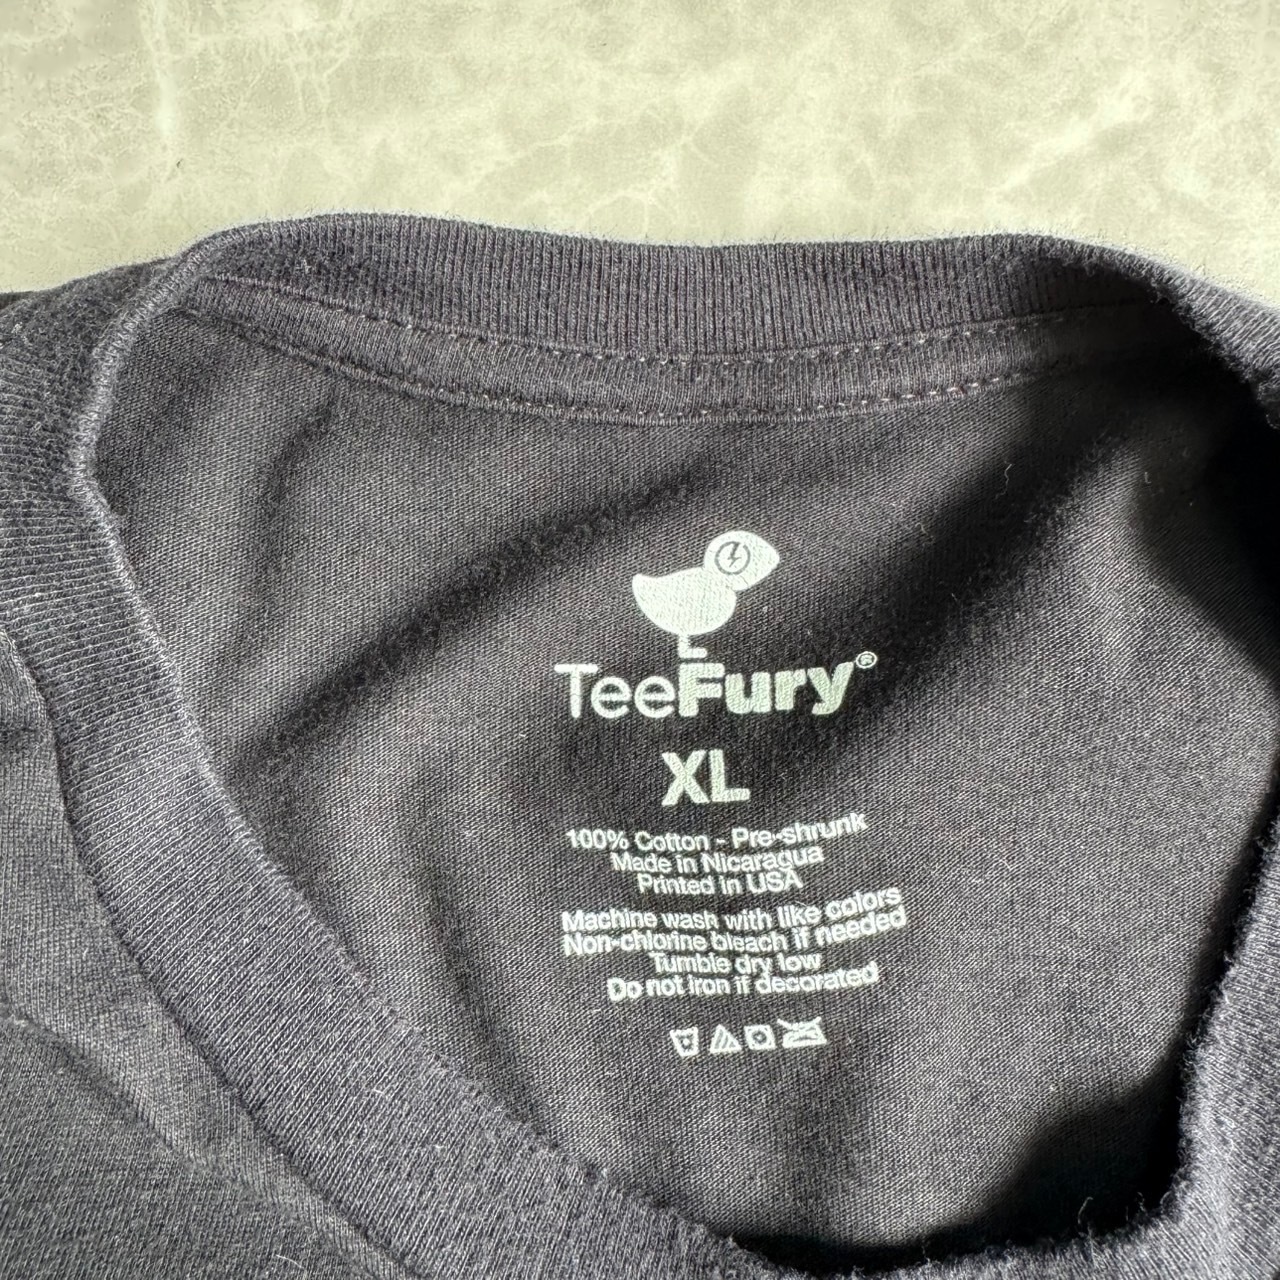 TeeFury®
XL
100% Cotton - Pre-shrunk
Made in Nicaragua
Printed in USA
Machine wash with like colors
Non-chlorine bleach if needed
Tumble dry low
Do not iron if decorated